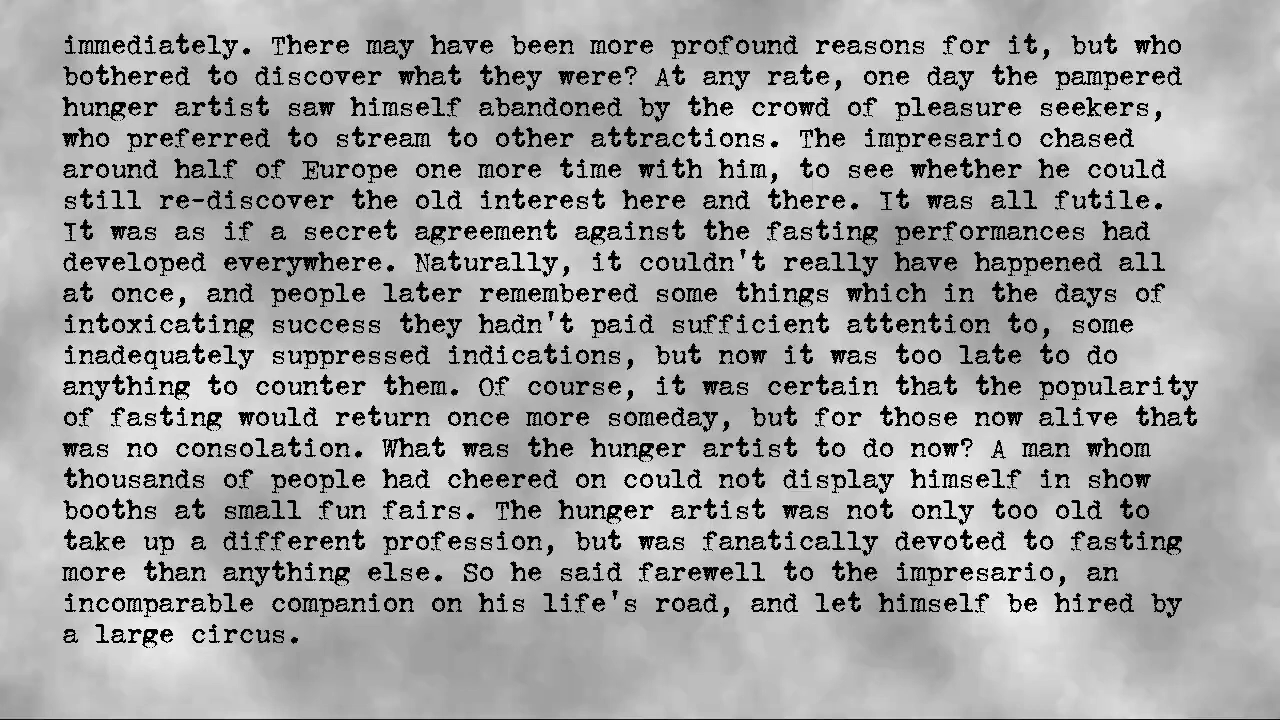 immediately. There may have been more profound reasons for it, but who
bothered to discover what they were? At any rate, one day the pampered
hunger artist saw himself abandoned by the crowd of pleasure seekers,
who preferred to stream to other attractions. The impresario chased
around half of Europe one more time with him, to see whether he could
still re-discover the old interest here and there. It was all futile.
It was as if a secret agreement against the fasting performances had
developed everywhere. Naturally, it couldn't really have happened all
at once, and people later remembered some things which in the days of
intoxicating success they hadn't paid sufficient attention to, some
inadequately suppressed indications, but now it was too late to do
anything to counter them. Of course, it was certain that the popularity
of fasting would return once more someday, but for those now alive that
was no consolation. What was the hunger artist to do now? A man whom
thousands of people had cheered on could not display himself in show
booths at small fun fairs. The hunger artist was not only too old to
take up a different profession, but was fanatically devoted to fasting
more than anything else. So he said farewell to the impresario, an
incomparable companion on his life's road, and let himself be hired by
a large circus.